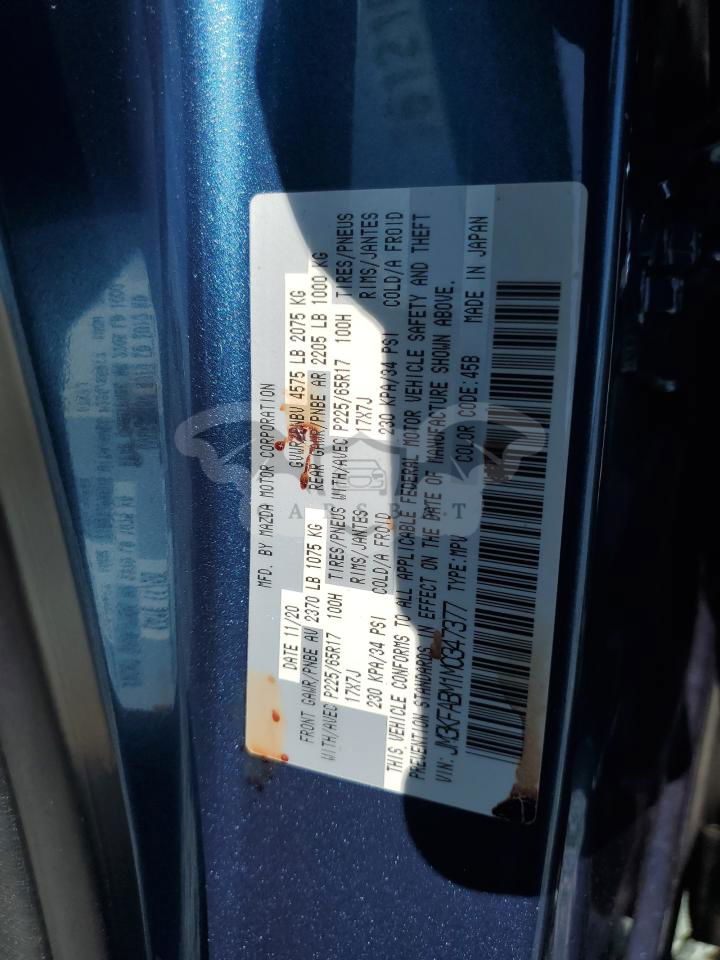 MFD. BY MAZDA MOTOR CORPORATION
DATE 11/20 GVWR/PNBV 4575 LB 2075 KG
FRONT GAWR/PNBE AV 2370 LB 1075 KG REAR GAWR/PNBE AR 2205 LB 1000 KG
WITH/AVEC P225/65R17 100H TIRES/PNEUS WITH/AVEC P225/65R17 100H TIRES/PNEUS
17X7J RIMS/JANTES 17X7J RIMS/JANTES
230 KPA/34 PSI COLD/A FROID 230 KPA/34 PSI COLD/A FROID
THIS VEHICLE CONFORMS TO ALL APPLICABLE FEDERAL MOTOR VEHICLE SAFETY AND THEFT
PREVENTION STANDARDS IN EFFECT ON THE DATE OF MANUFACTURE SHOWN ABOVE.
VIN: JM3KFABM1M0347377 TYPE:MPV COLOR CODE:45B MADE IN JAPAN